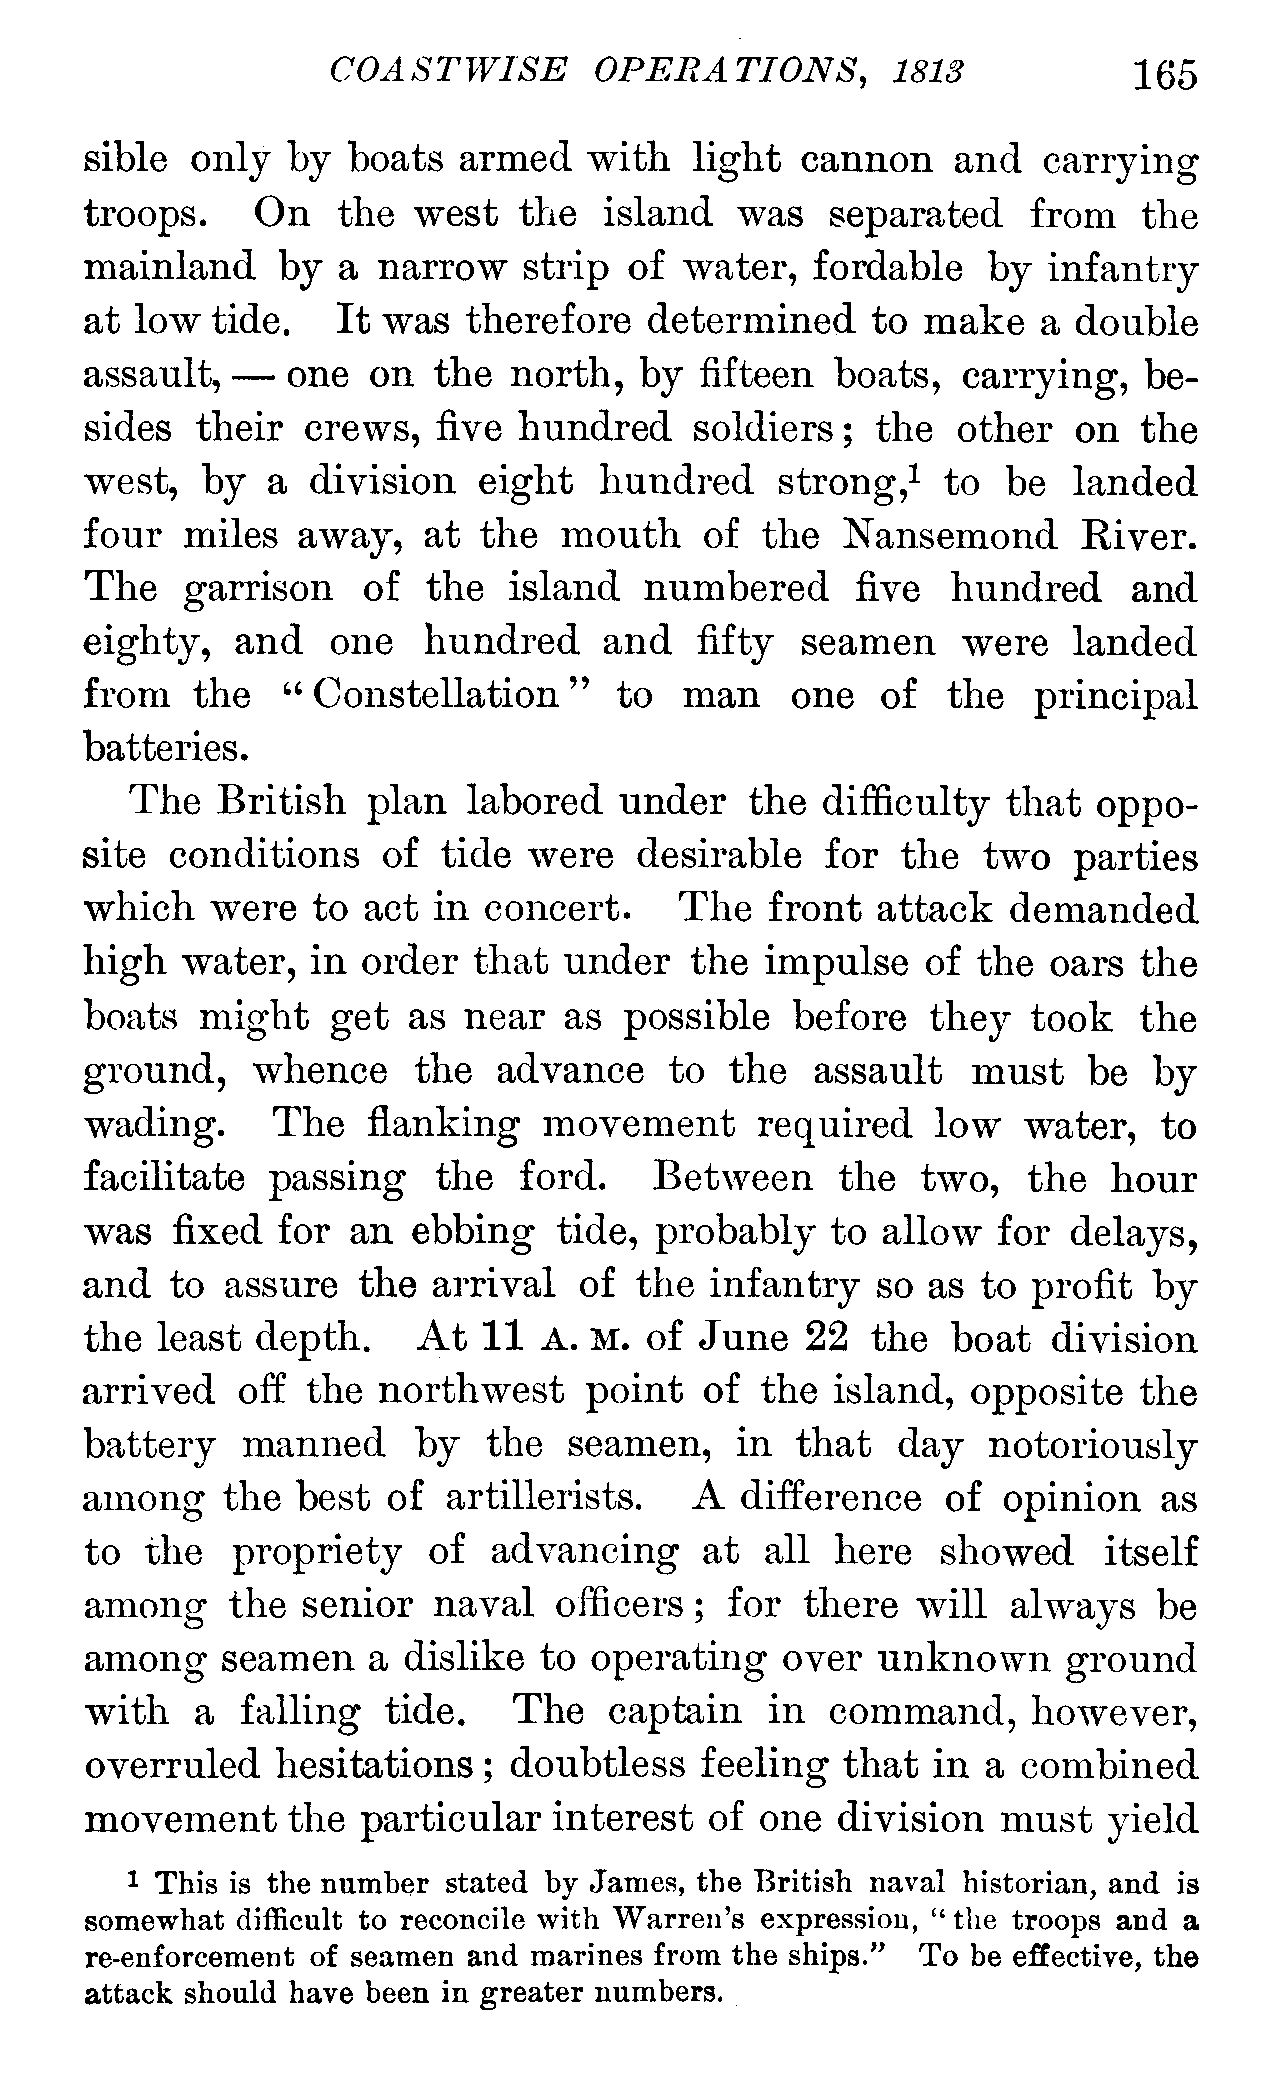 COASTWISE OPERATIONS, 1813 165
sible only by boats armed with light cannon and carrying
troops. On the west the island was separated from the
mainland by a narrow strip of water, fordable by infantry
at low tide. It was therefore determined to make a double
assault, — one on the north, by fifteen boats, carrying, be-
sides their crews, five hundred soldiers; the other on the
west, by a division eight hundred strong,¹ to be landed
four miles away, at the mouth of the Nansemond River.
The garrison of the island numbered five hundred and
eighty, and one hundred and fifty seamen were landed
from the “Constellation” to man one of the principal
batteries.
The British plan labored under the difficulty that oppo-
site conditions of tide were desirable for the two parties
which were to act in concert. The front attack demanded
high water, in order that under the impulse of the oars the
boats might get as near as possible before they took the
ground, whence the advance to the assault must be by
wading. The flanking movement required low water, to
facilitate passing the ford. Between the two, the hour
was fixed for an ebbing tide, probably to allow for delays,
and to assure the arrival of the infantry so as to profit by
the least depth. At 11 A. M. of June 22 the boat division
arrived off the northwest point of the island, opposite the
battery manned by the seamen, in that day notoriously
among the best of artillerists. A difference of opinion as
to the propriety of advancing at all here showed itself
among the senior naval officers; for there will always be
among seamen a dislike to operating over unknown ground
with a falling tide. The captain in command, however,
overruled hesitations; doubtless feeling that in a combined
movement the particular interest of one division must yield
¹ This is the number stated by James, the British naval historian, and is
somewhat difficult to reconcile with Warren's expression, “the troops and a
re-enforcement of seamen and marines from the ships.” To be effective, the
attack should have been in greater numbers.